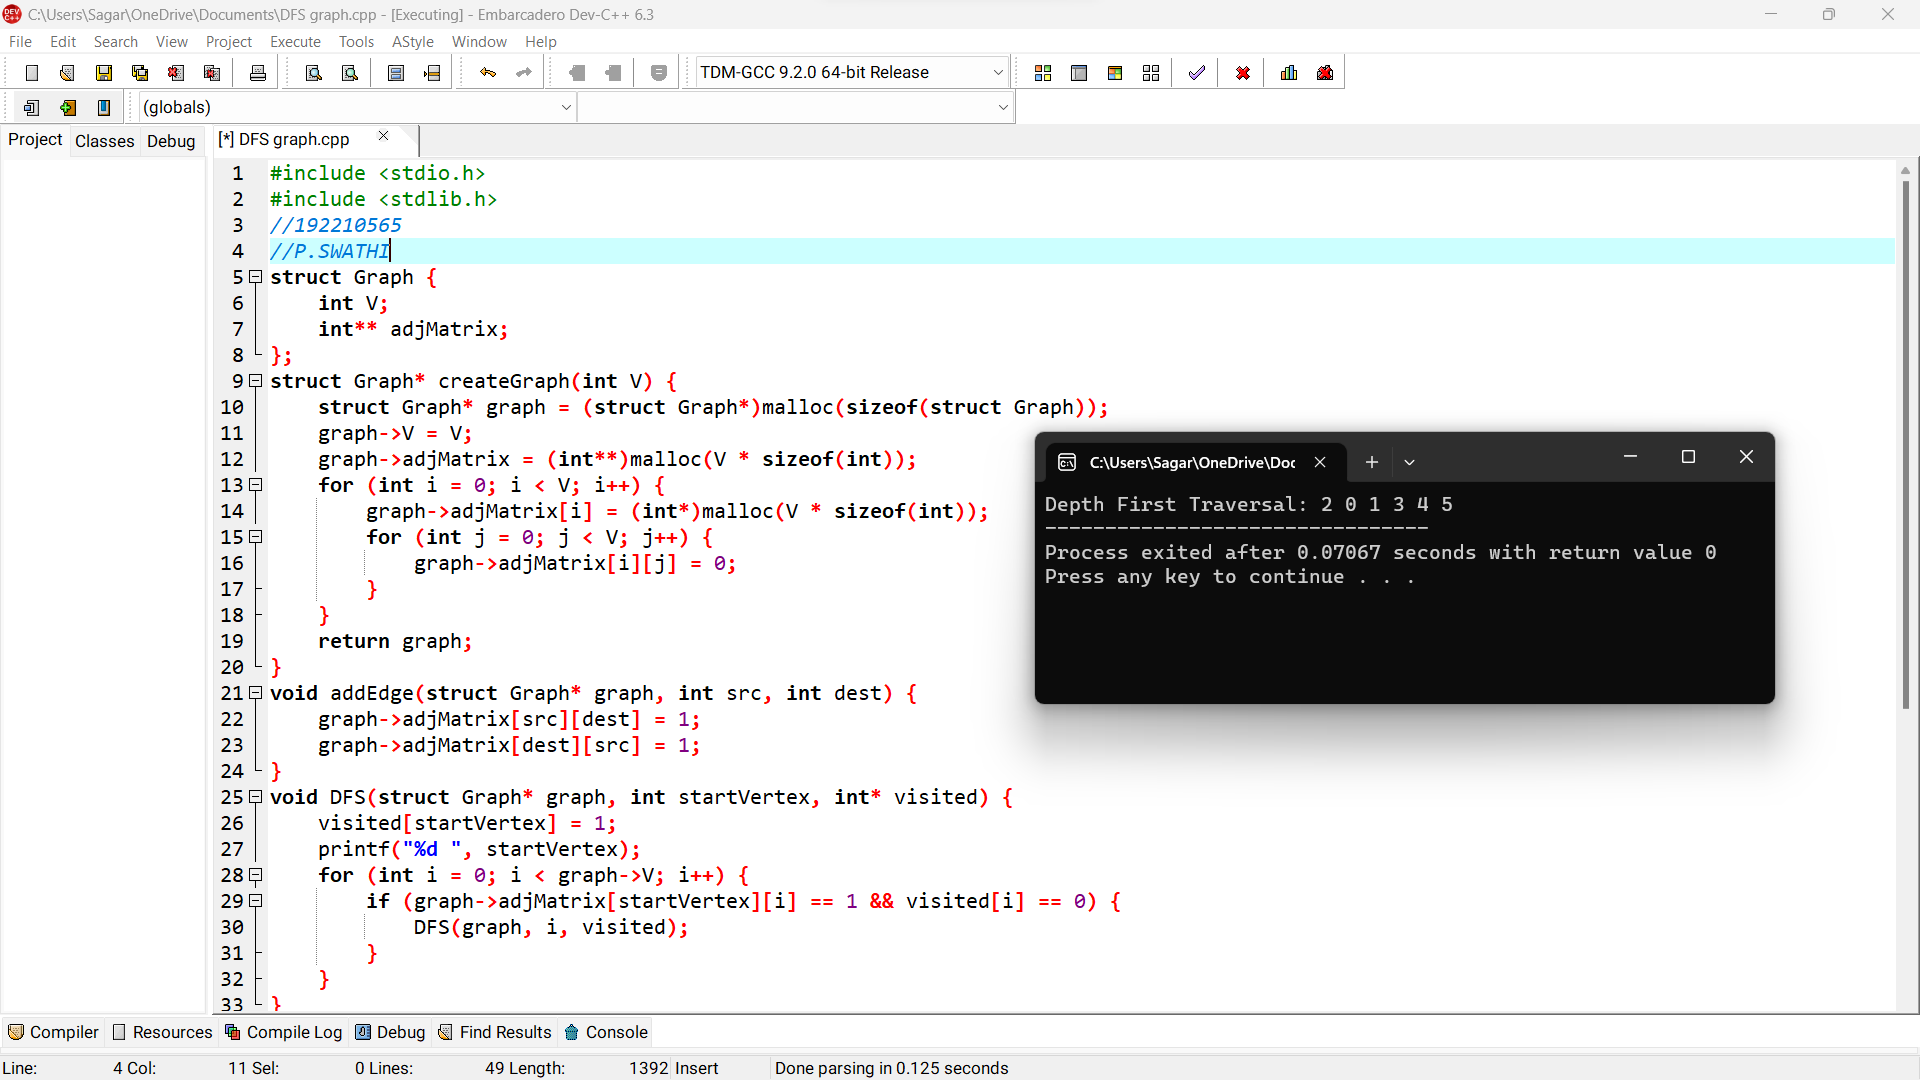 C:\Users\Sagar\OneDrive\Documents\DFS graph.cpp - [Executing] - Embarcadero Dev-C++ 6.3
File Edit Search View Project Execute Tools AStyle Window Help
TDM-GCC 9.2.0 64-bit Release
(globals)
Project Classes Debug [*] DFS graph.cpp
1 #include <stdio.h>
2 #include <stdlib.h>
3 //192210565
4 //P.SWATHI
5 struct Graph {
6 int V;
7 int** adjMatrix;
8 };
9 struct Graph* createGraph(int V) {
10 struct Graph* graph = (struct Graph*)malloc(sizeof(struct Graph));
11 graph->V = V;
12 graph->adjMatrix = (int**)malloc(V * sizeof(int));
13 for (int i = 0; i < V; i++) {
14 graph->adjMatrix[i] = (int*)malloc(V * sizeof(int));
15 for (int j = 0; j < V; j++) {
16 graph->adjMatrix[i][j] = 0;
17 }
18 }
19 return graph;
20 }
21 void addEdge(struct Graph* graph, int src, int dest) {
22 graph->adjMatrix[src][dest] = 1;
23 graph->adjMatrix[dest][src] = 1;
24 }
25 void DFS(struct Graph* graph, int startVertex, int* visited) {
26 visited[startVertex] = 1;
27 printf("%d ", startVertex);
28 for (int i = 0; i < graph->V; i++) {
29 if (graph->adjMatrix[startVertex][i] == 1 && visited[i] == 0) {
30 DFS(graph, i, visited);
31 }
32 }
33 }
C:\Users\Sagar\OneDrive\Doc
Depth First Traversal: 2 0 1 3 4 5
--------------------------------
Process exited after 0.07067 seconds with return value 0
Press any key to continue . . .
Compiler Resources Compile Log Debug Find Results Console
Line: 4 Col: 11 Sel: 0 Lines: 49 Length: 1392 Insert Done parsing in 0.125 seconds